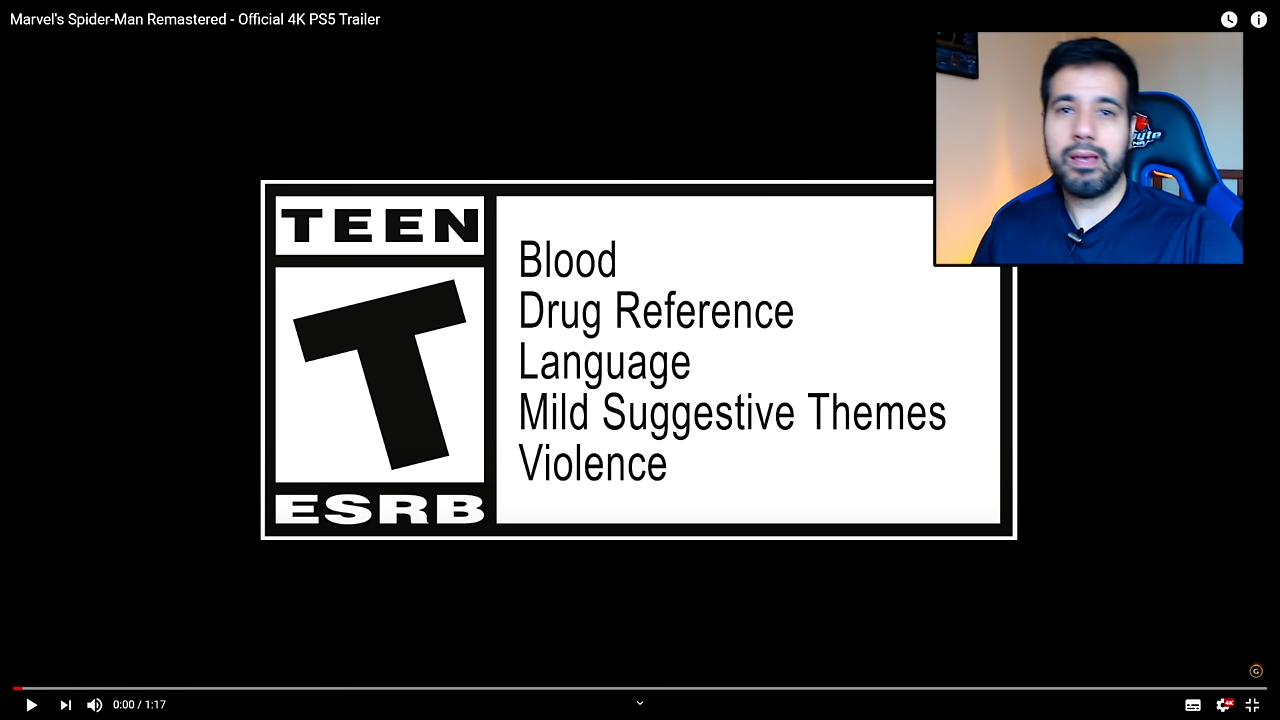 Marvel's Spider-Man Remastered - Official 4K PS5 Trailer
TEEN
T
ESRB
Blood
Drug Reference
Language
Mild Suggestive Themes
Violence
0:00 / 1:17
4K
G